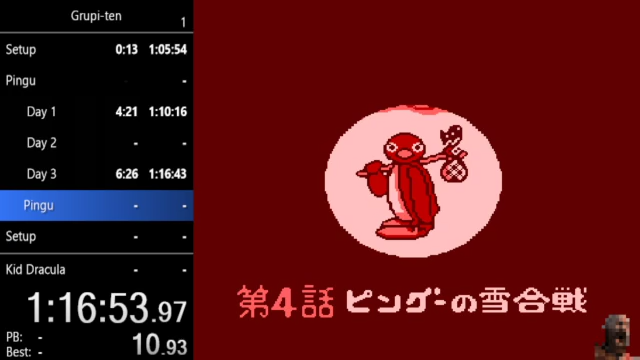 Grupi-ten
1
Setup 0:13 1:05:54
Pingu -
Day 1 4:21 1:10:16
Day 2 - -
Day 3 6:26 1:16:43
Pingu - -
Setup - -
Kid Dracula - -
1:16:53.97
PB: -
Best: -
10.93
第4話 ピングーの雪合戦